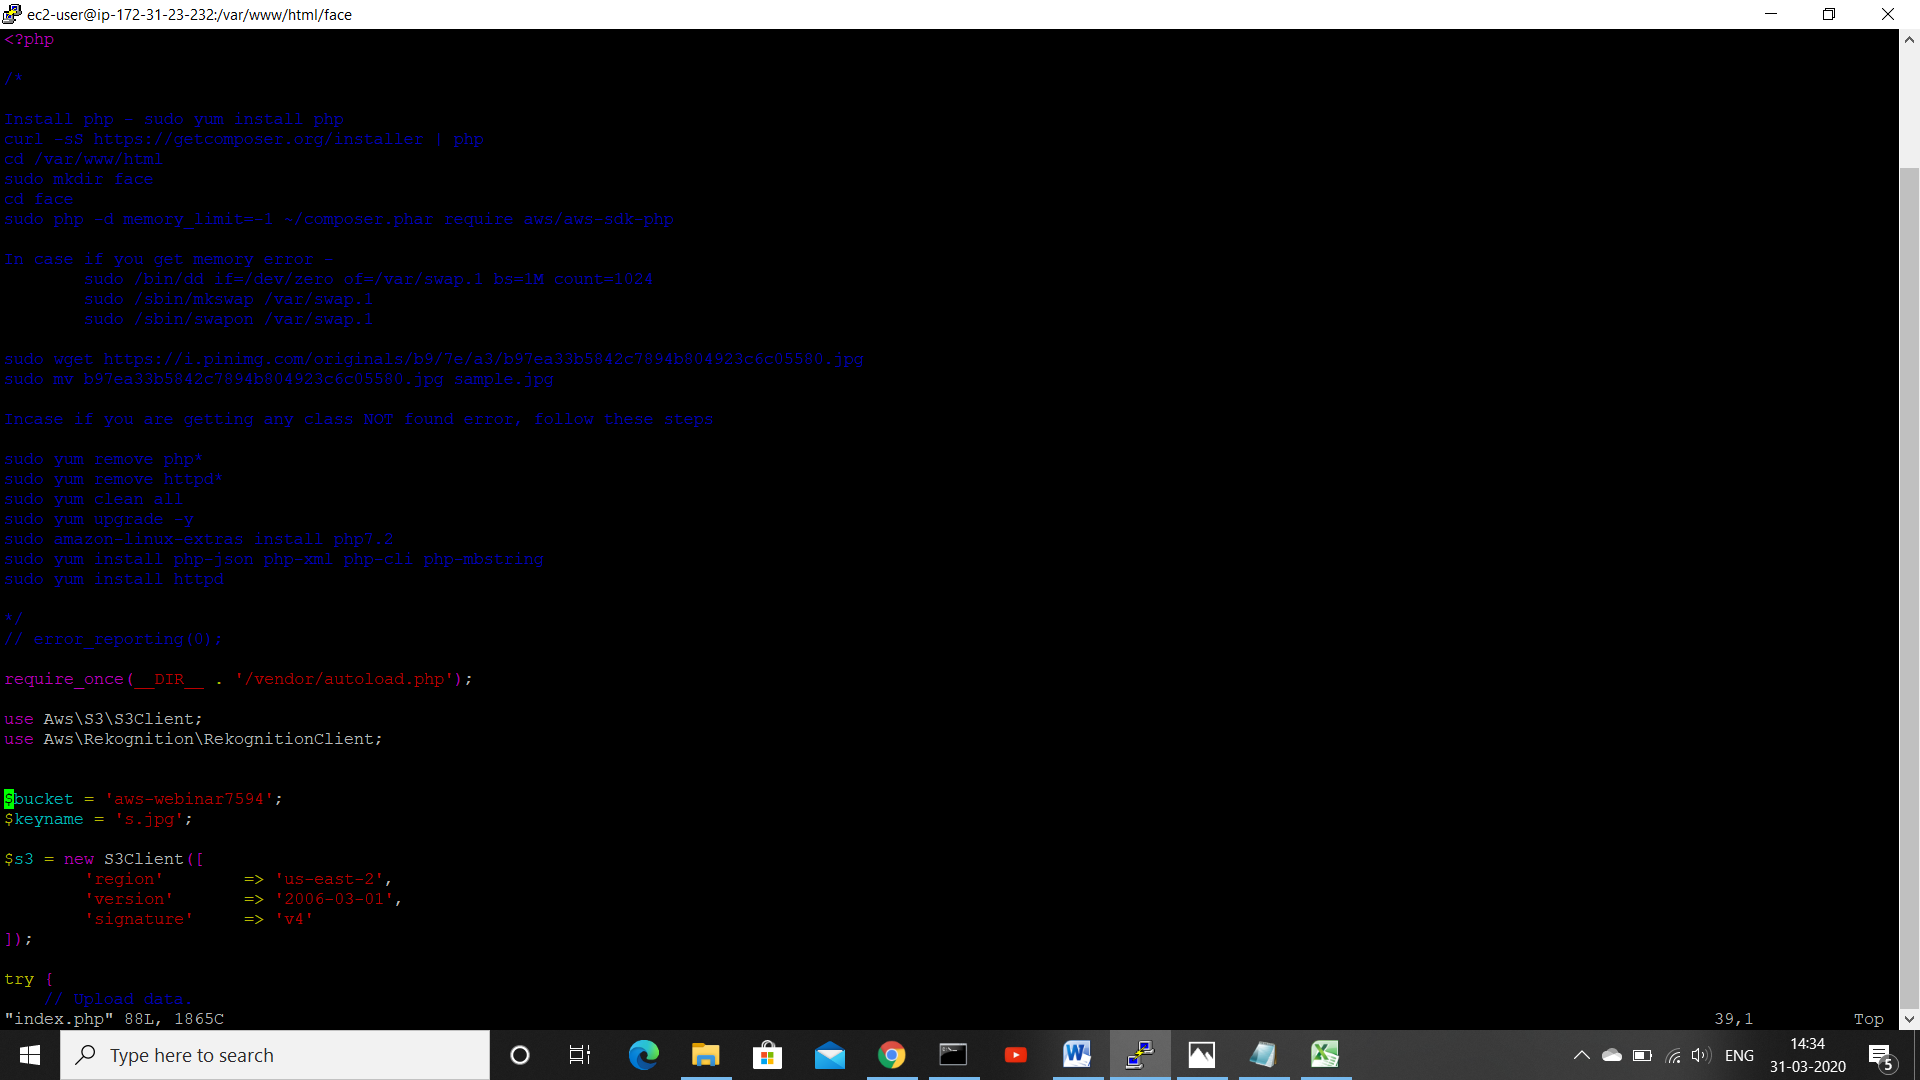 ec2-user@ip-172-31-23-232:/var/www/html/face
<?php
/*
Install php - sudo yum install php
curl -sS https://getcomposer.org/installer | php
cd /var/www/html
sudo mkdir face
cd face
sudo php -d memory_limit=-1 ~/composer.phar require aws/aws-sdk-php
In case if you get memory error -
sudo /bin/dd if=/dev/zero of=/var/swap.1 bs=1M count=1024
sudo /sbin/mkswap /var/swap.1
sudo /sbin/swapon /var/swap.1
sudo wget https://i.pinimg.com/originals/b9/7e/a3/b97ea33b5842c7894b804923c6c05580.jpg
sudo mv b97ea33b5842c7894b804923c6c05580.jpg sample.jpg
Incase if you are getting any class NOT found error, follow these steps
sudo yum remove php*
sudo yum remove httpd*
sudo yum clean all
sudo yum upgrade -y
sudo amazon-linux-extras install php7.2
sudo yum install php-json php-xml php-cli php-mbstring
sudo yum install httpd
*/
// error_reporting(0);
require_once(__DIR__ . '/vendor/autoload.php');
use Aws\S3\S3Client;
use Aws\Rekognition\RekognitionClient;
$bucket = 'aws-webinar7594';
$keyname = 's.jpg';
$s3 = new S3Client([
'region' => 'us-east-2',
'version' => '2006-03-01',
'signature' => 'v4'
]);
try {
// Upload data.
"index.php" 88L, 1865C 39,1 Top
Type here to search
ENG
14:34
31-03-2020
5